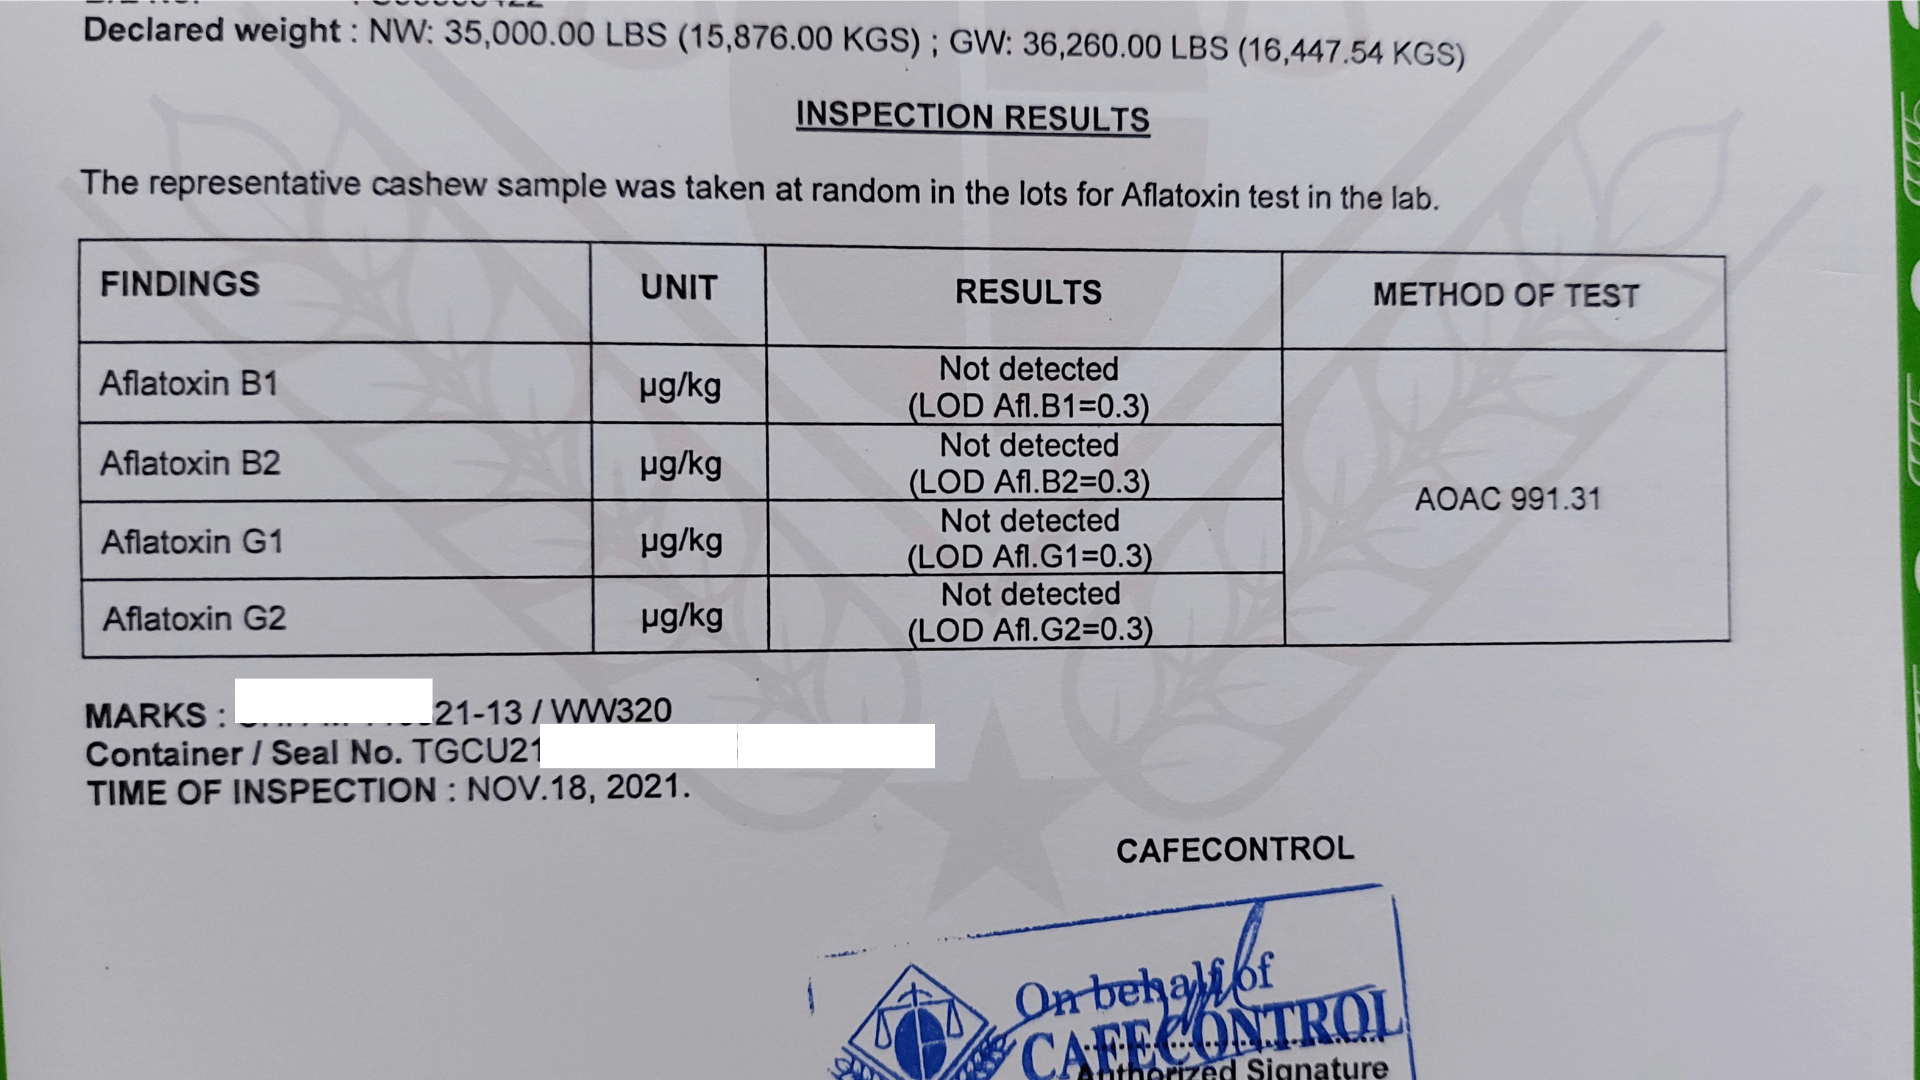 Declared weight : NW: 35,000.00 LBS (15,876.00 KGS) ; GW: 36,260.00 LBS (16,447.54 KGS)
INSPECTION RESULTS
The representative cashew sample was taken at random in the lots for Aflatoxin test in the lab.
FINDINGS UNIT RESULTS METHOD OF TEST
Aflatoxin B1 µg/kg Not detected
(LOD Afl.B1=0.3)
Aflatoxin B2 µg/kg Not detected
(LOD Afl.B2=0.3)
AOAC 991.31
Aflatoxin G1 µg/kg Not detected
(LOD Afl.G1=0.3)
Aflatoxin G2 µg/kg Not detected
(LOD Afl.G2=0.3)
MARKS : 21-13 / WW320
Container / Seal No. TGCU21
TIME OF INSPECTION : NOV.18, 2021.
CAFECONTROL
On behalf of
CAFECONTROL
Authorized Signature